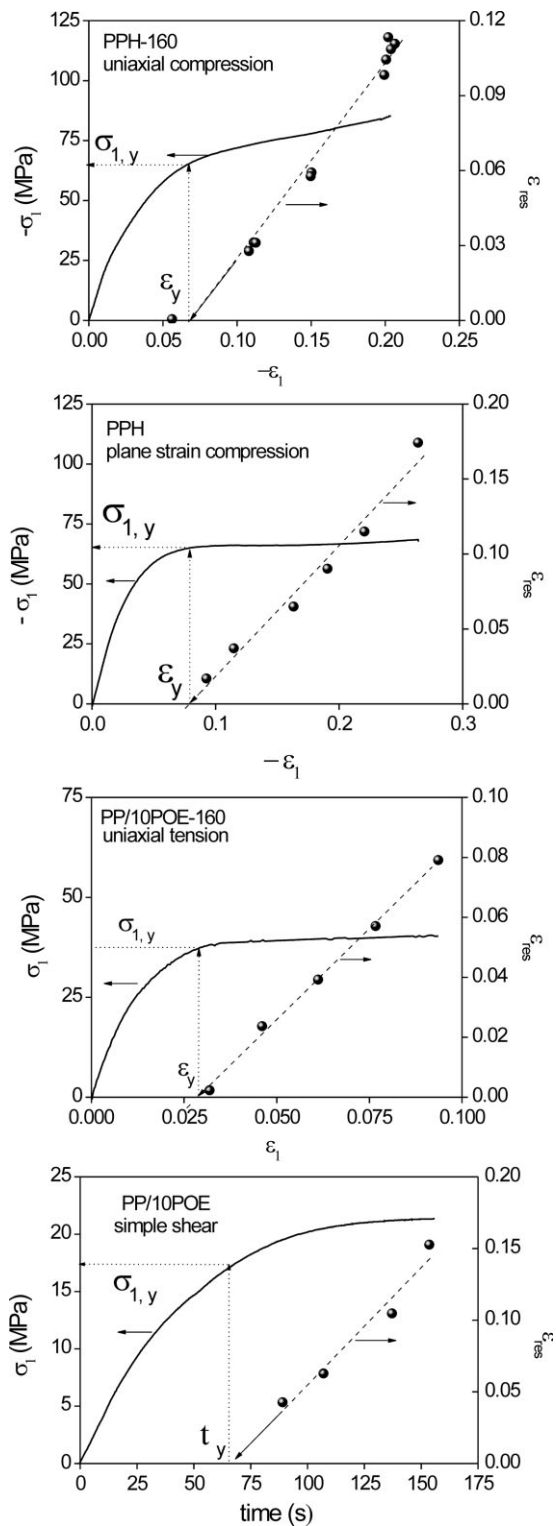 PPH-160
uniaxial compression
σ1, y
εy
-σ1 (MPa)
125
100
75
50
25
0
0.12
0.09
0.06
0.03
0.00
εres
0.00 0.05 0.10 0.15 0.20 0.25
−ε1
PPH
plane strain compression
σ1, y
εy
- σ1 (MPa)
125
100
75
50
25
0
0.20
0.15
0.10
0.05
0.00
εres
0.0 0.1 0.2 0.3
− ε1
PP/10POE-160
uniaxial tension
σ1, y
εy
σ1 (MPa)
75
50
25
0
0.10
0.08
0.06
0.04
0.02
0.00
εres
0.000 0.025 0.050 0.075 0.100
ε1
PP/10POE
simple shear
σ1, y
ty
σ1 (MPa)
25
20
15
10
5
0
0.20
0.15
0.10
0.05
0.00
εres
0 25 50 75 100 125 150 175
time (s)